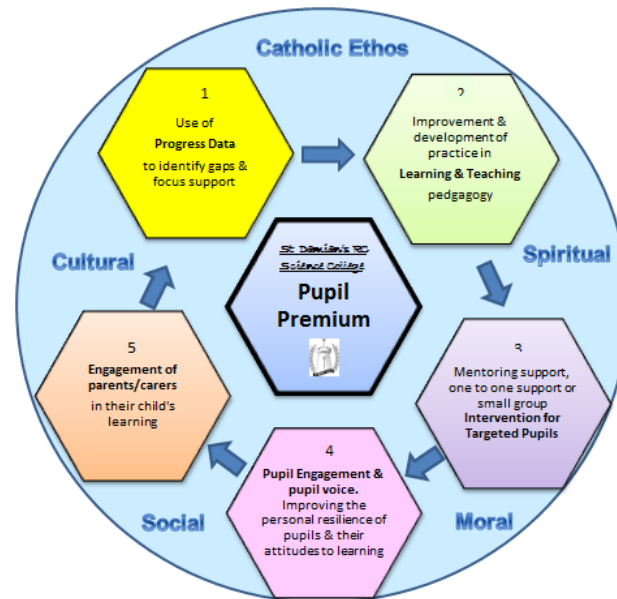 Catholic Ethos
1
Use of
Progress Data
to identify gaps &
focus support
2
Improvement &
development of
practice in
Learning & Teaching
pedgagogy
Cultural
St Damian's RC
Science College
Pupil
Premium
Spiritual
5
Engagement of
parents/carers
in their child's
learning
3
Mentoring support,
one to one support or
small group
Intervention for
Targeted Pupils
4
Pupil Engagement &
pupil voice.
Improving the
personal resilience of
pupils & their
attitudes to learning
Social
Moral